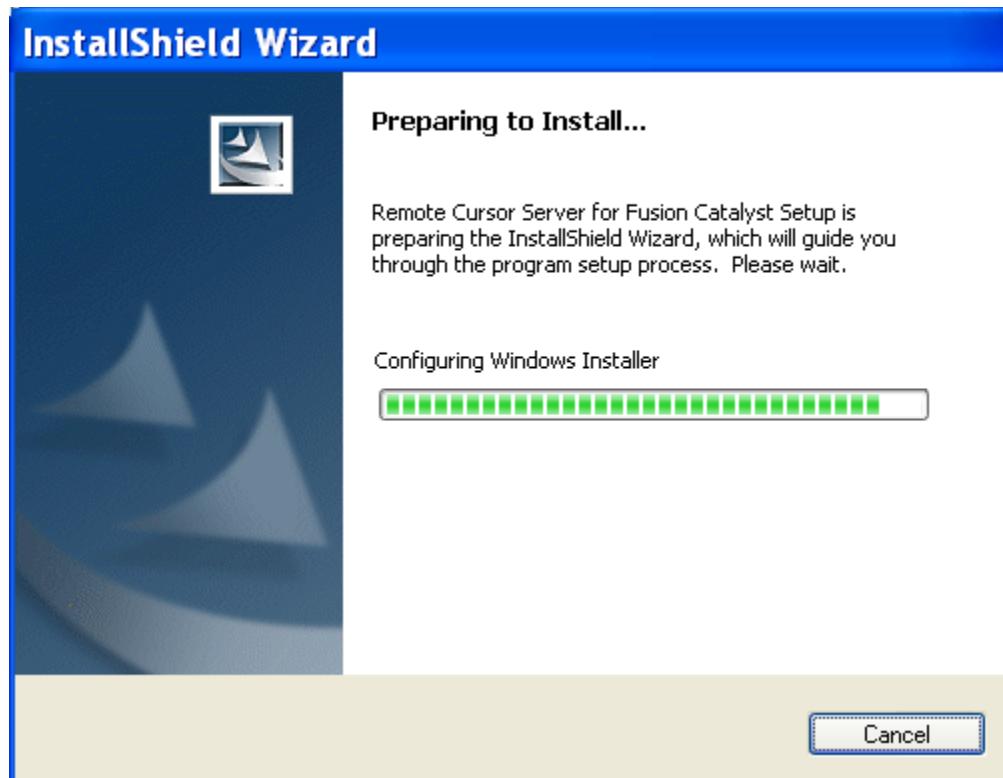 InstallShield Wizard
Preparing to Install...
Remote Cursor Server for Fusion Catalyst Setup is
preparing the InstallShield Wizard, which will guide you
through the program setup process.  Please wait.
Configuring Windows Installer
Cancel